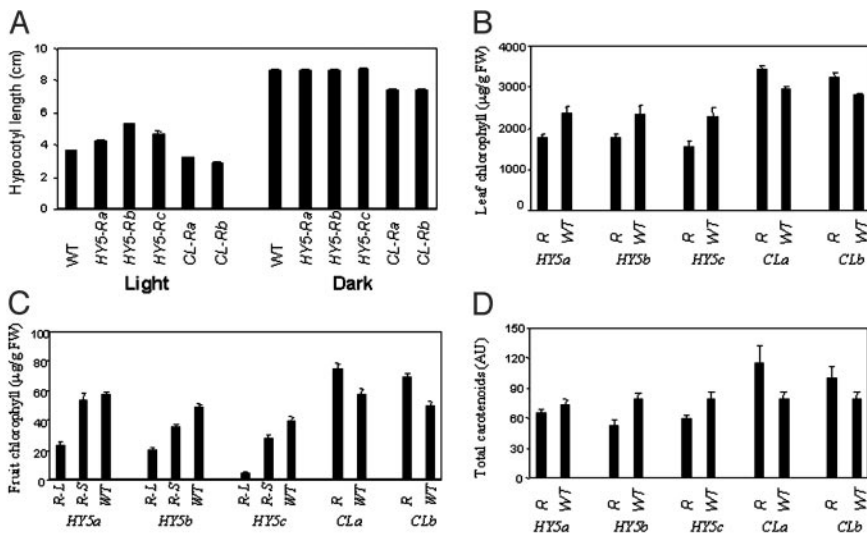 A
Hypocotyl length (cm)
10
8
6
4
2
0
WT HY5-Ra HY5-Rb HY5-Rc CL-Ra CL-Rb WT HY5-Ra HY5-Rb HY5-Rc CL-Ra CL-Rb
Light Dark
B
Leaf chlorophyll (µg/g FW)
4000
3000
2000
1000
0
R WT R WT R WT R WT R WT
HY5a HY5b HY5c CLa CLb
C
Fruit chlorophyll (µg/g FW)
100
80
60
40
20
0
R-L R-S WT R-L R-S WT R-L R-S WT R WT R WT
HY5a HY5b HY5c CLa CLb
D
Total carotenoids (AU)
150
120
90
60
30
0
R WT R WT R WT R WT R WT
HY5a HY5b HY5c CLa CLb